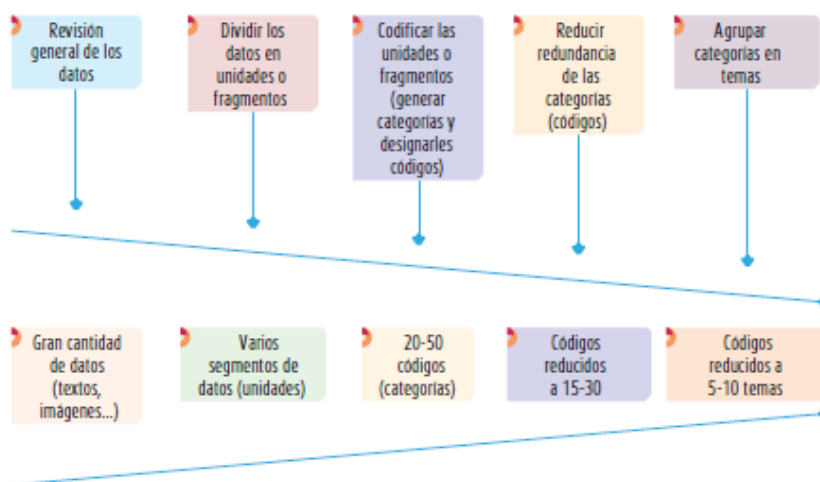 Revisión
general de los
datos
Dividir los
datos en
unidades o
fragmentos
Codificar las
unidades o
fragmentos
(generar
categorías y
designarles
códigos)
Reducir
redundancia
de las
categorías
(códigos)
Agrupar
categorías en
temas
Gran cantidad
de datos
(textos,
imágenes...)
Varios
segmentos de
datos (unidades)
20-50
códigos
(categorías)
Códigos
reducidos
a 15-30
Códigos
reducidos a
5-10 temas